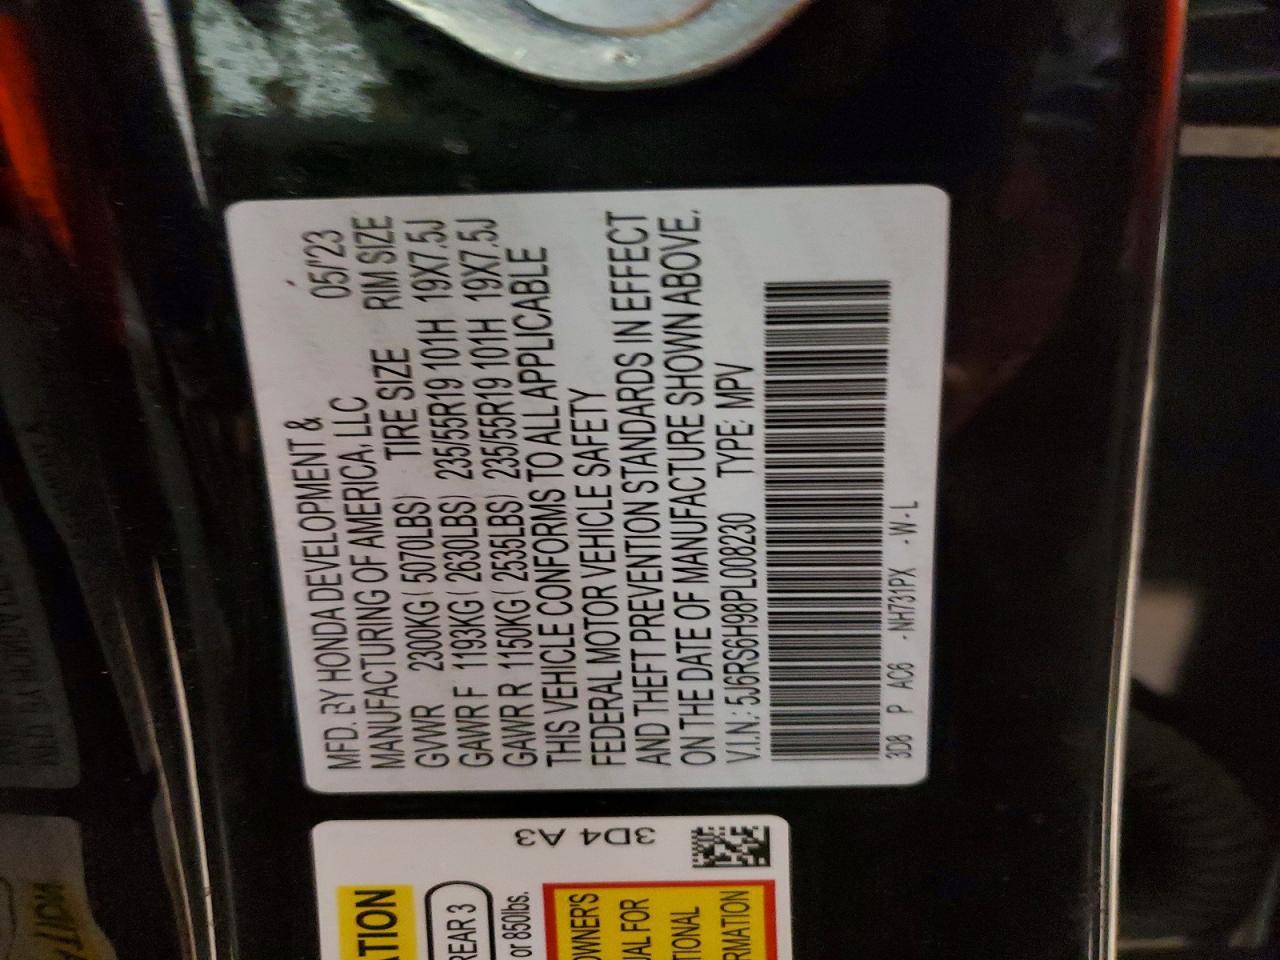 MFD. BY HONDA DEVELOPMENT & 05/'23
MANUFACTURING OF AMERICA, LLC RIM SIZE
TIRE SIZE
GVWR 2300KG ( 5070LBS) 235/55R19 101H 19X7.5J
GAWR F 1193KG ( 2630LBS) 235/55R19 101H 19X7.5J
GAWR R 1150KG ( 2535LBS)
THIS VEHICLE CONFORMS TO ALL APPLICABLE
FEDERAL MOTOR VEHICLE SAFETY
AND THEFT PREVENTION STANDARDS IN EFFECT
ON THE DATE OF MANUFACTURE SHOWN ABOVE.
V.I.N.: 5J6RS6H98PL008230 TYPE: MPV
3D8 P AC6 -NH731PX -W-L
3D4 A3
ATION
REAR 3
or 850lbs.
OWNER'S
UAL FOR
TIONAL
RMATION